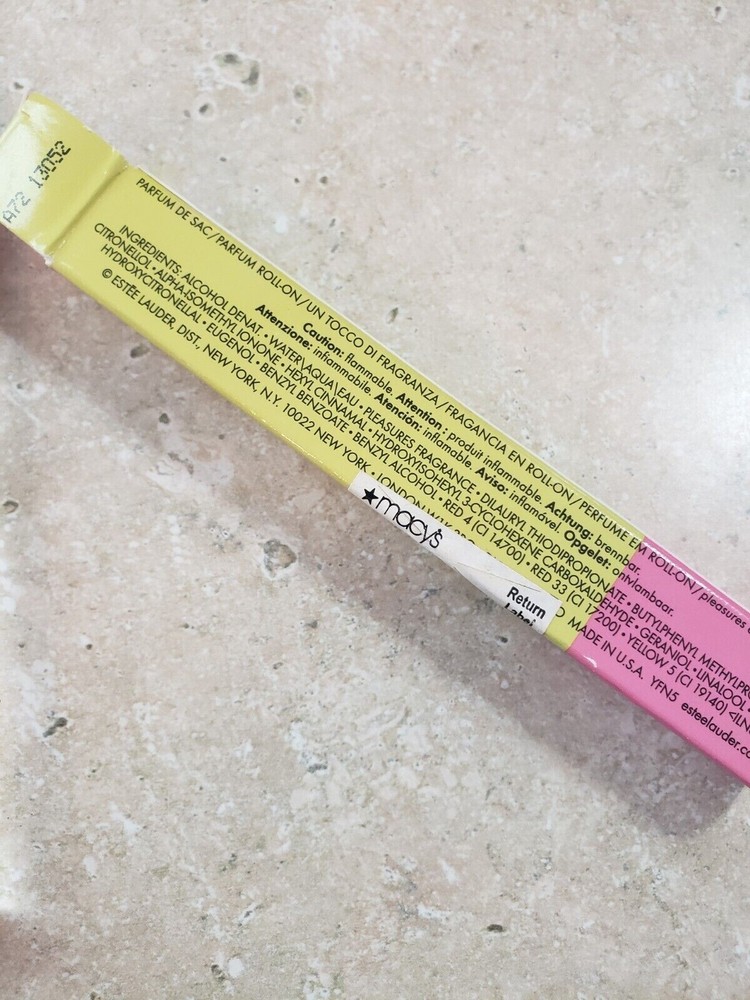 A72 13052
PARFUM DE SAC/PARFUM ROLL-ON/UN TOCCO DI FRAGRANZA/FRAGANCIA EN ROLL-ON/PERFUME EM ROLL-ON/pleasures
Caution: flammable. Attention: produit inflammable. Achtung: brennbar.
Attenzione: infiammabile. Atención: inflamable. Aviso: inflamável. Opgelet: ontvlambaar.
INGREDIENTS: ALCOHOL DENAT. • WATER\AQUA\EAU • PLEASURES FRAGRANCE • DILAURYL THIODIPROPIONATE • BUTYLPHENYL
CITRONELLOL • ALPHA-ISOMETHYL IONONE • HEXYL CINNAMAL • HYDROXYISOHEXYL 3-CYCLOHEXENE CARBOXALDEHYDE • GERANIOL • LINALOOL •
HYDROXYCITRONELLAL • EUGENOL • BENZYL BENZOATE • BENZYL ALCOHOL • RED 4 (CI 14700) • RED 33 (CI 17200) • YELLOW 5 (CI 19140)
© ESTĒE LAUDER, DIST., NEW YORK, N.Y. 10022 NEW YORK • LONDON MADE IN U.S.A. YFN5
★macy's
Return
Label